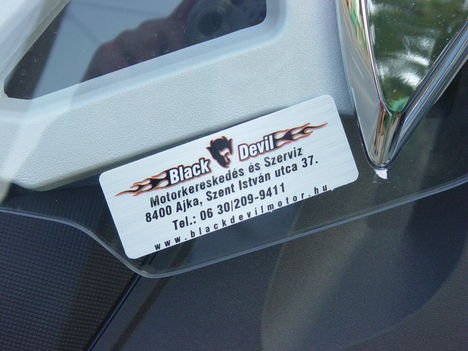 Black Devil
Motorkereskedés és Szerviz
8400 Ajka, Szent István utca 37.
Tel.: 06 30/209-9411
www.blackdevilmotor.hu